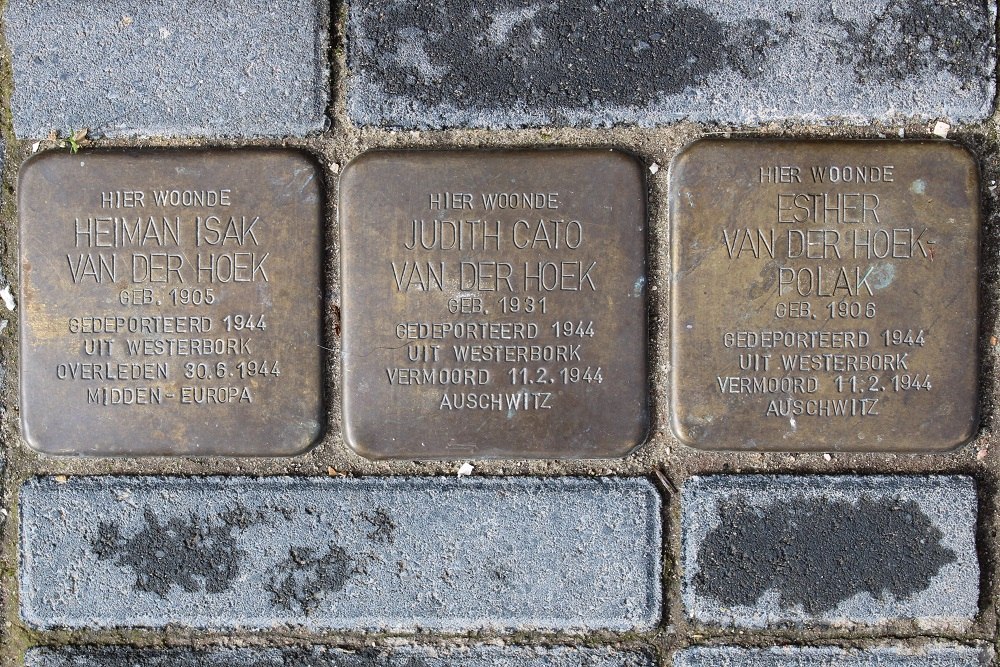 HIER WOONDE
HEIMAN ISAK
VAN DER HOEK
GEB. 1905
GEDEPORTEERD 1944
UIT WESTERBORK
OVERLEDEN 30.6.1944
MIDDEN-EUROPA
HIER WOONDE
JUDITH CATO
VAN DER HOEK
GEB. 1931
GEDEPORTEERD 1944
UIT WESTERBORK
VERMOORD 11.2.1944
AUSCHWITZ
HIER WOONDE
ESTHER
VAN DER HOEK-
POLAK
GEB. 1906
GEDEPORTEERD 1944
UIT WESTERBORK
VERMOORD 11.2.1944
AUSCHWITZ